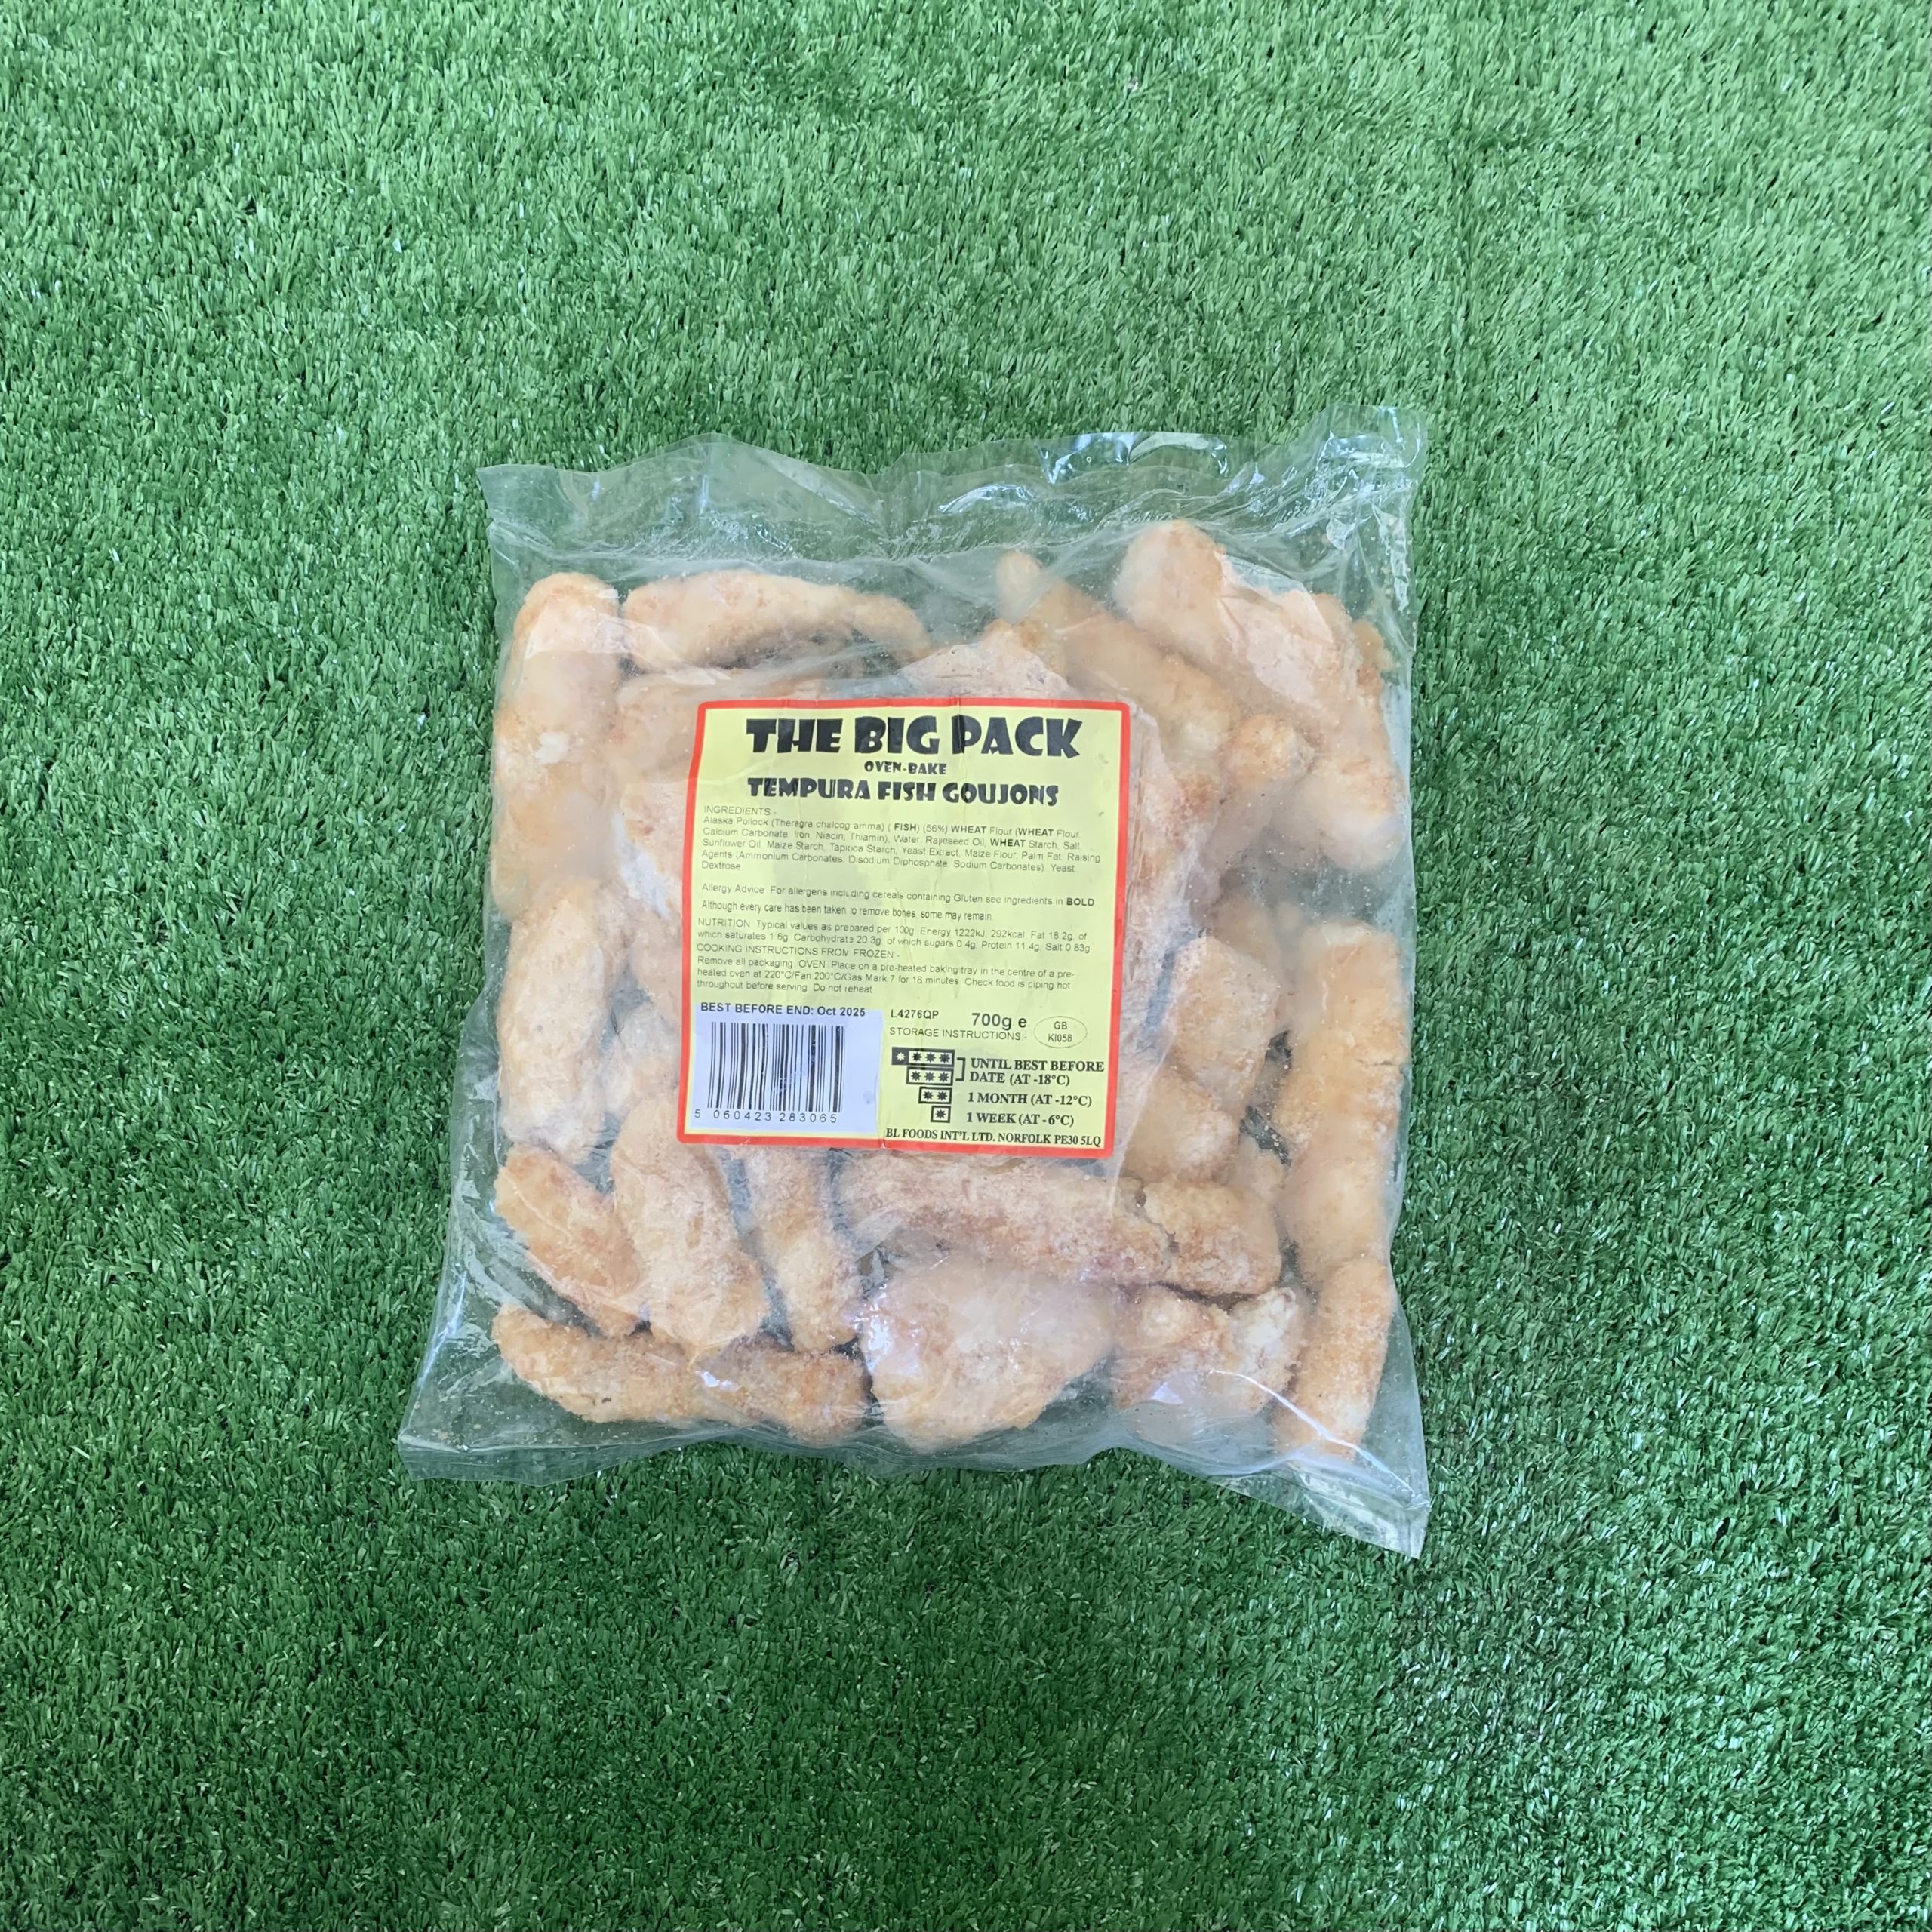 THE BIG PACK
OVEN-BAKE
TEMPURA FISH GOUJONS
INGREDIENTS -
Alaska Pollock (Theragra chalcog amma) ( FISH) (56%) WHEAT Flour (WHEAT Flour,
Calcium Carbonate, Iron, Niacin, Thiamin), Water, Rapeseed Oil, WHEAT Starch, Salt,
Sunflower Oil, Maize Starch, Tapioca Starch, Yeast Extract, Maize Flour, Palm Fat, Raising
Agents (Ammonium Carbonates, Disodium Diphosphate, Sodium Carbonates), Yeast,
Dextrose
Allergy Advice: For allergens including cereals containing Gluten see ingredients in BOLD
Although every care has been taken to remove bones, some may remain
NUTRITION: Typical values as prepared per 100g: Energy 1222kJ, 292kcal, Fat 18.2g, of
which saturates 1.6g, Carbohydrate 20.3g, of which sugars 0.4g, Protein 11.4g, Salt 0.83g
COOKING INSTRUCTIONS FROM FROZEN -
Remove all packaging. OVEN: Place on a pre-heated baking tray in the centre of a pre-
heated oven at 220°C/Fan 200°C/Gas Mark 7 for 18 minutes. Check food is piping hot
throughout before serving. Do not reheat
BEST BEFORE END: Oct 2025
L4276QP 700g e
GB
KI058
STORAGE INSTRUCTIONS:-
UNTIL BEST BEFORE
DATE (AT -18°C)
1 MONTH (AT -12°C)
1 WEEK (AT -6°C)
5 060423 283065
BL FOODS INT'L LTD. NORFOLK PE30 5LQ